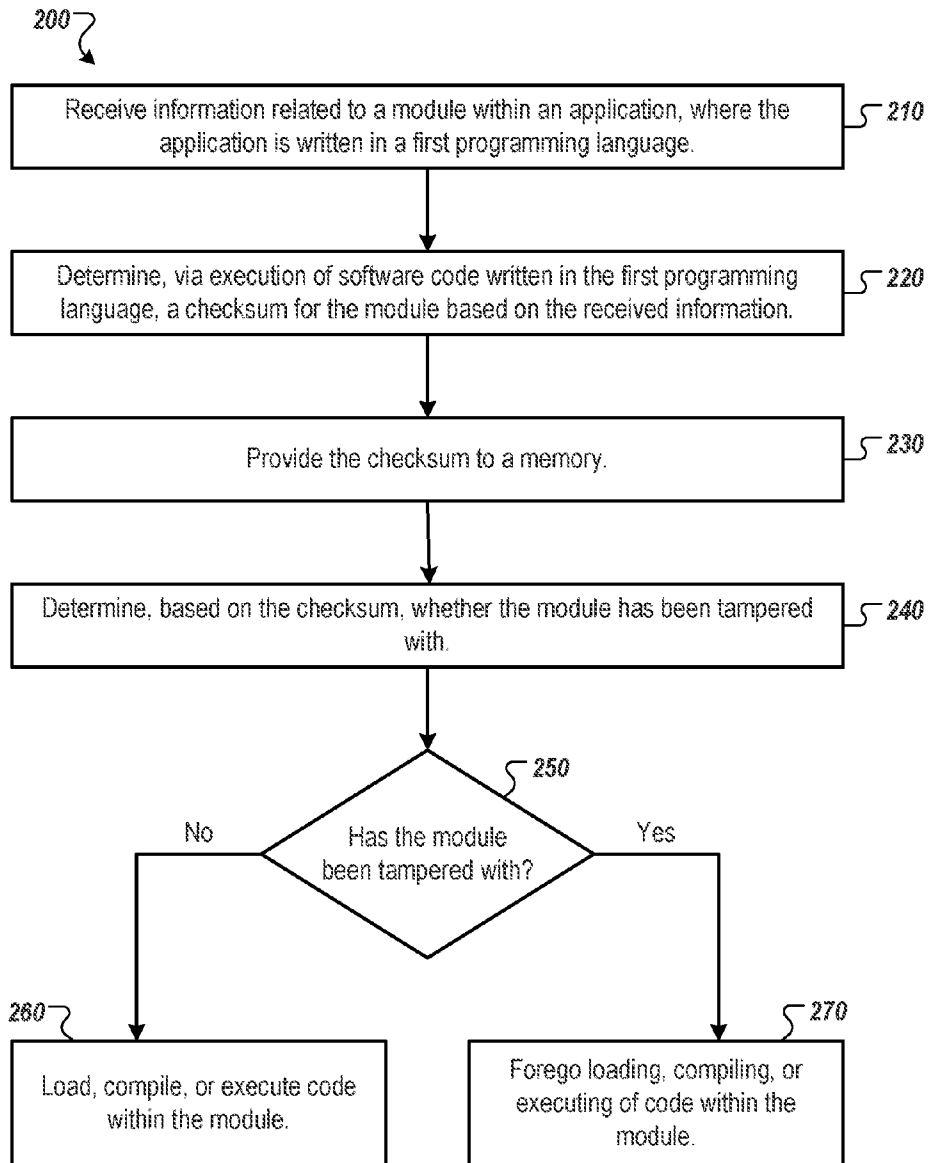 200
Receive information related to a module within an application, where the
application is written in a first programming language.
210
Determine, via execution of software code written in the first programming
language, a checksum for the module based on the received information.
220
Provide the checksum to a memory.
230
Determine, based on the checksum, whether the module has been tampered
with.
240
250
No
Has the module
been tampered with?
Yes
260
Load, compile, or execute code
within the module.
270
Forego loading, compiling, or
executing of code within the
module.